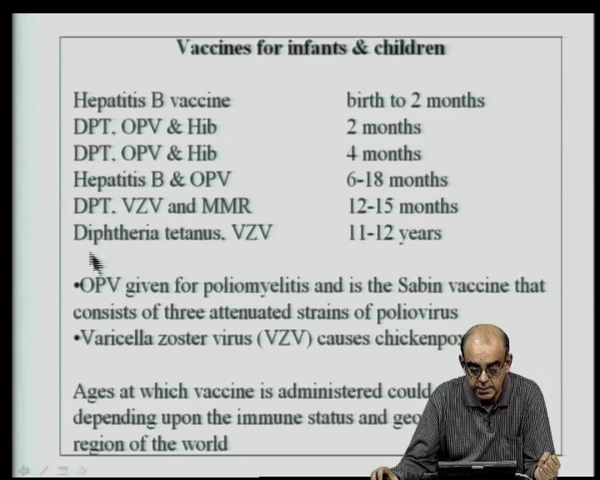 Vaccines for infants & children
Hepatitis B vaccine birth to 2 months
DPT, OPV & Hib 2 months
DPT, OPV & Hib 4 months
Hepatitis B & OPV 6-18 months
DPT, VZV and MMR 12-15 months
Diphtheria tetanus, VZV 11-12 years
•OPV given for poliomyelitis and is the Sabin vaccine that
consists of three attenuated strains of poliovirus
•Varicella zoster virus (VZV) causes
Ages at which vaccine is administered could
depending upon the immune status and
region of the world